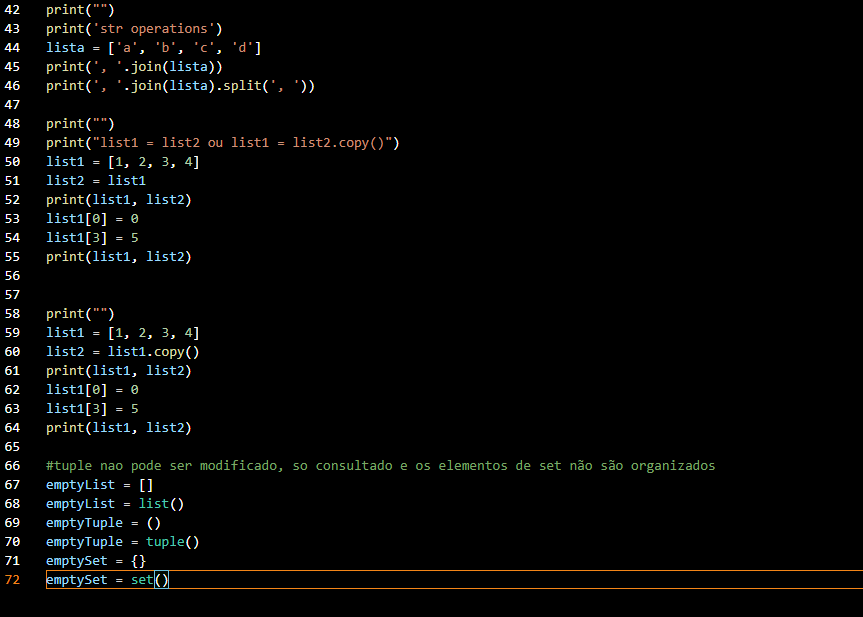 42 print("")
43 print('str operations')
44 lista = ['a', 'b', 'c', 'd']
45 print(', '.join(lista))
46 print(', '.join(lista).split(', '))
47
48 print("")
49 print("list1 = list2 ou list1 = list2.copy()")
50 list1 = [1, 2, 3, 4]
51 list2 = list1
52 print(list1, list2)
53 list1[0] = 0
54 list1[3] = 5
55 print(list1, list2)
56
57
58 print("")
59 list1 = [1, 2, 3, 4]
60 list2 = list1.copy()
61 print(list1, list2)
62 list1[0] = 0
63 list1[3] = 5
64 print(list1, list2)
65
66 #tuple nao pode ser modificado, so consultado e os elementos de set não são organizados
67 emptyList = []
68 emptyList = list()
69 emptyTuple = ()
70 emptyTuple = tuple()
71 emptySet = {}
72 emptySet = set()